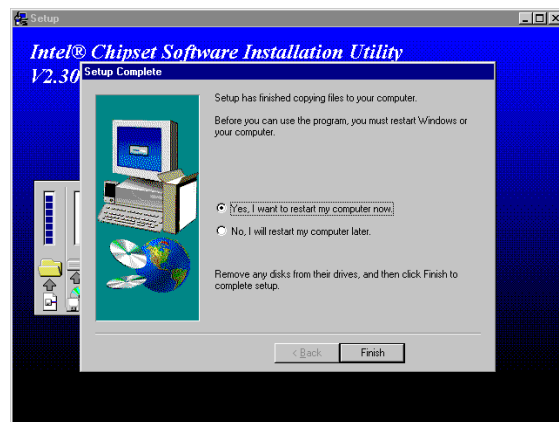 Setup
Intel® Chipset Software Installation Utility
V2.30
Setup Complete
Setup has finished copying files to your computer.
Before you can use the program, you must restart Windows or
your computer.
Yes, I want to restart my computer now.
No, I will restart my computer later.
Remove any disks from their drives, and then click Finish to
complete setup.
< Back
Finish